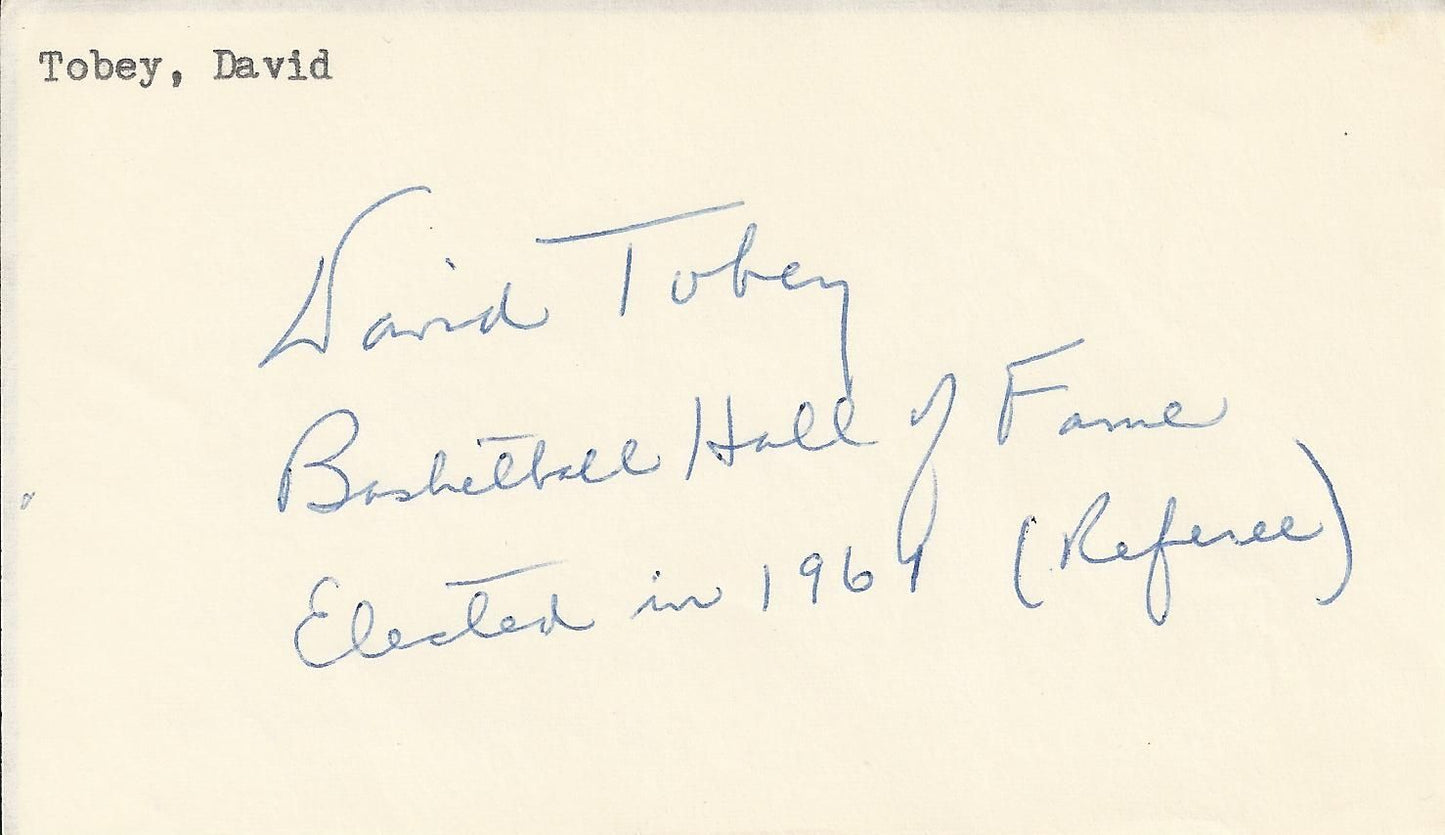 Tobey, David
David Tobey
Basketball Hall of Fame
Elected in 1961 (Referee)